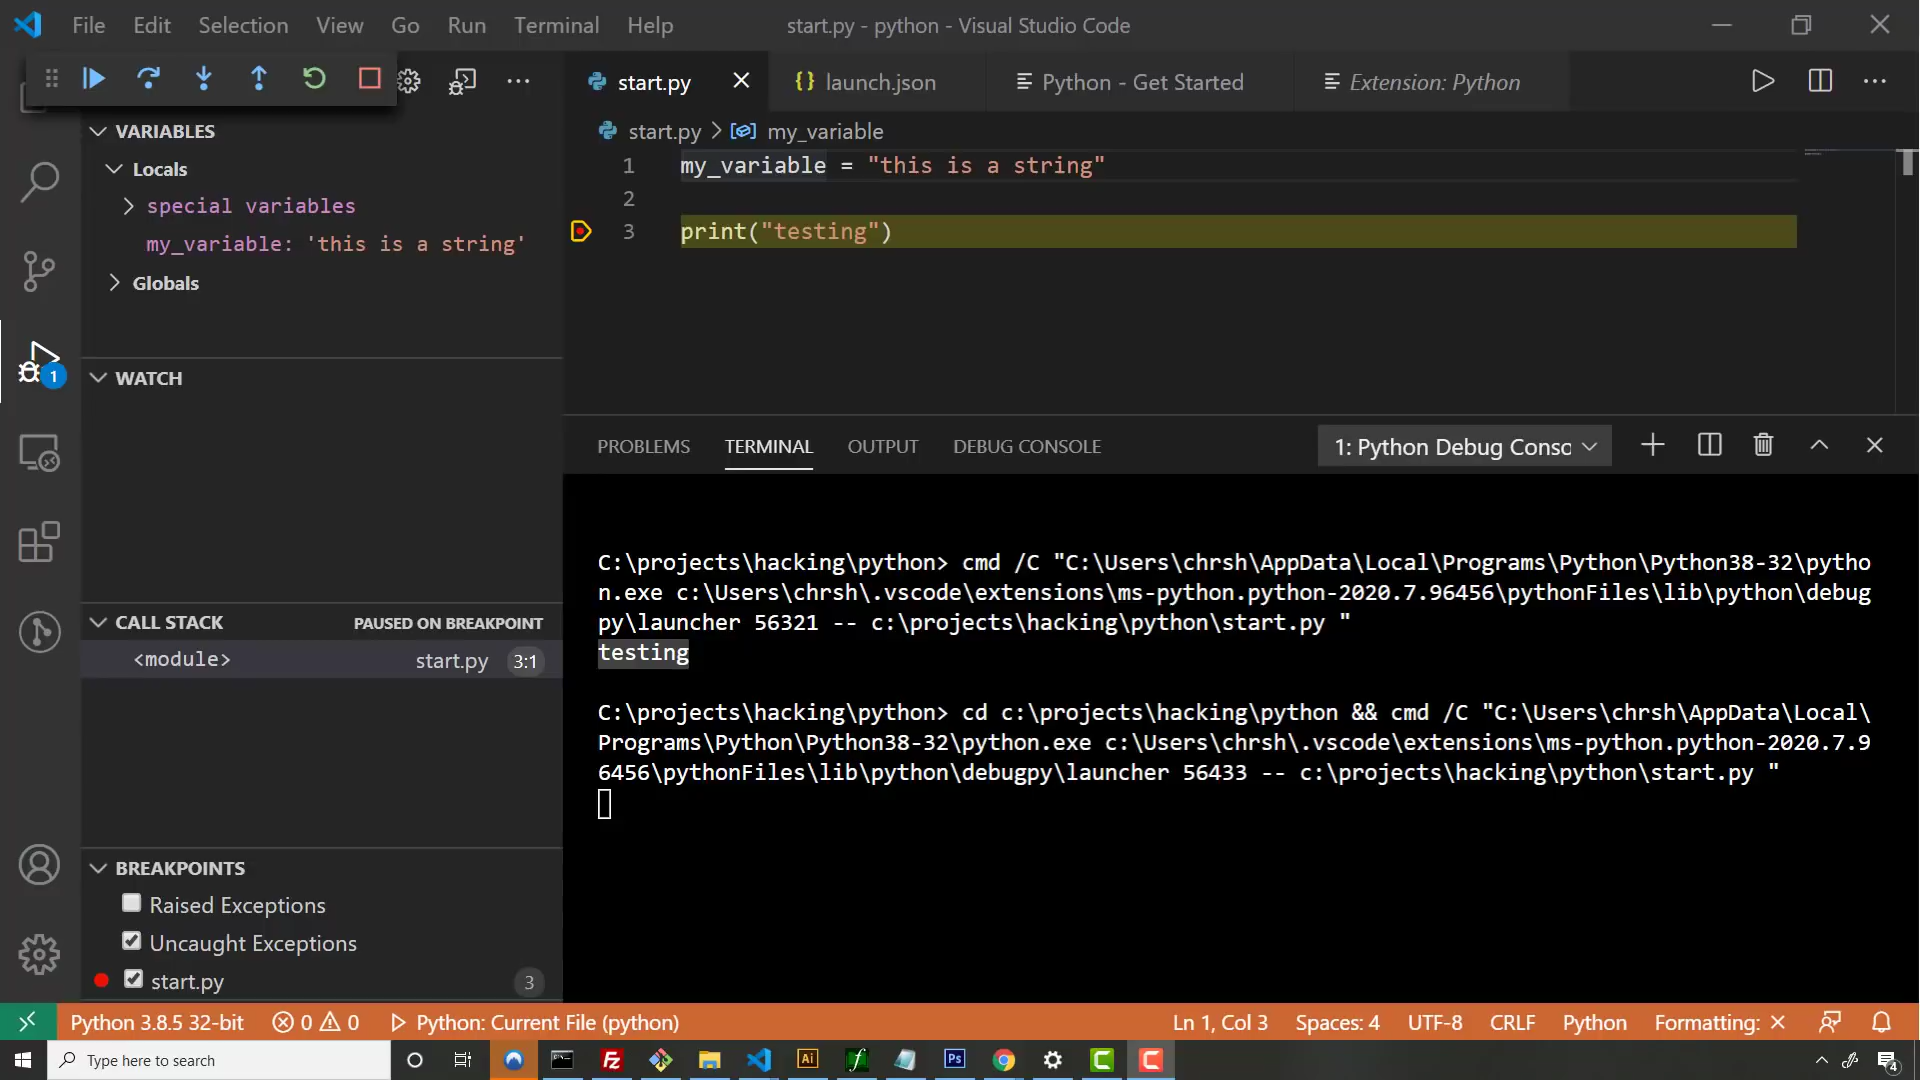 File Edit Selection View Go Run Terminal Help
start.py - python - Visual Studio Code
start.py
launch.json
Python - Get Started
Extension: Python
VARIABLES
Locals
special variables
my_variable: 'this is a string'
Globals
WATCH
CALL STACK PAUSED ON BREAKPOINT
<module> start.py 3:1
BREAKPOINTS
Raised Exceptions
Uncaught Exceptions
start.py 3
1
start.py > my_variable
1 my_variable = "this is a string"
2
3 print("testing")
PROBLEMS TERMINAL OUTPUT DEBUG CONSOLE
1: Python Debug Consc
C:\projects\hacking\python> cmd /C "C:\Users\chrsh\AppData\Local\Programs\Python\Python38-32\pytho
n.exe c:\Users\chrsh\.vscode\extensions\ms-python.python-2020.7.96456\pythonFiles\lib\python\debug
py\launcher 56321 -- c:\projects\hacking\python\start.py "
testing
C:\projects\hacking\python> cd c:\projects\hacking\python && cmd /C "C:\Users\chrsh\AppData\Local\
Programs\Python\Python38-32\python.exe c:\Users\chrsh\.vscode\extensions\ms-python.python-2020.7.9
6456\pythonFiles\lib\python\debugpy\launcher 56433 -- c:\projects\hacking\python\start.py "
Python 3.8.5 32-bit 0 0 Python: Current File (python)
Ln 1, Col 3 Spaces: 4 UTF-8 CRLF Python Formatting: ×
Type here to search
Fz
Ai
f
Ps
C
C
4